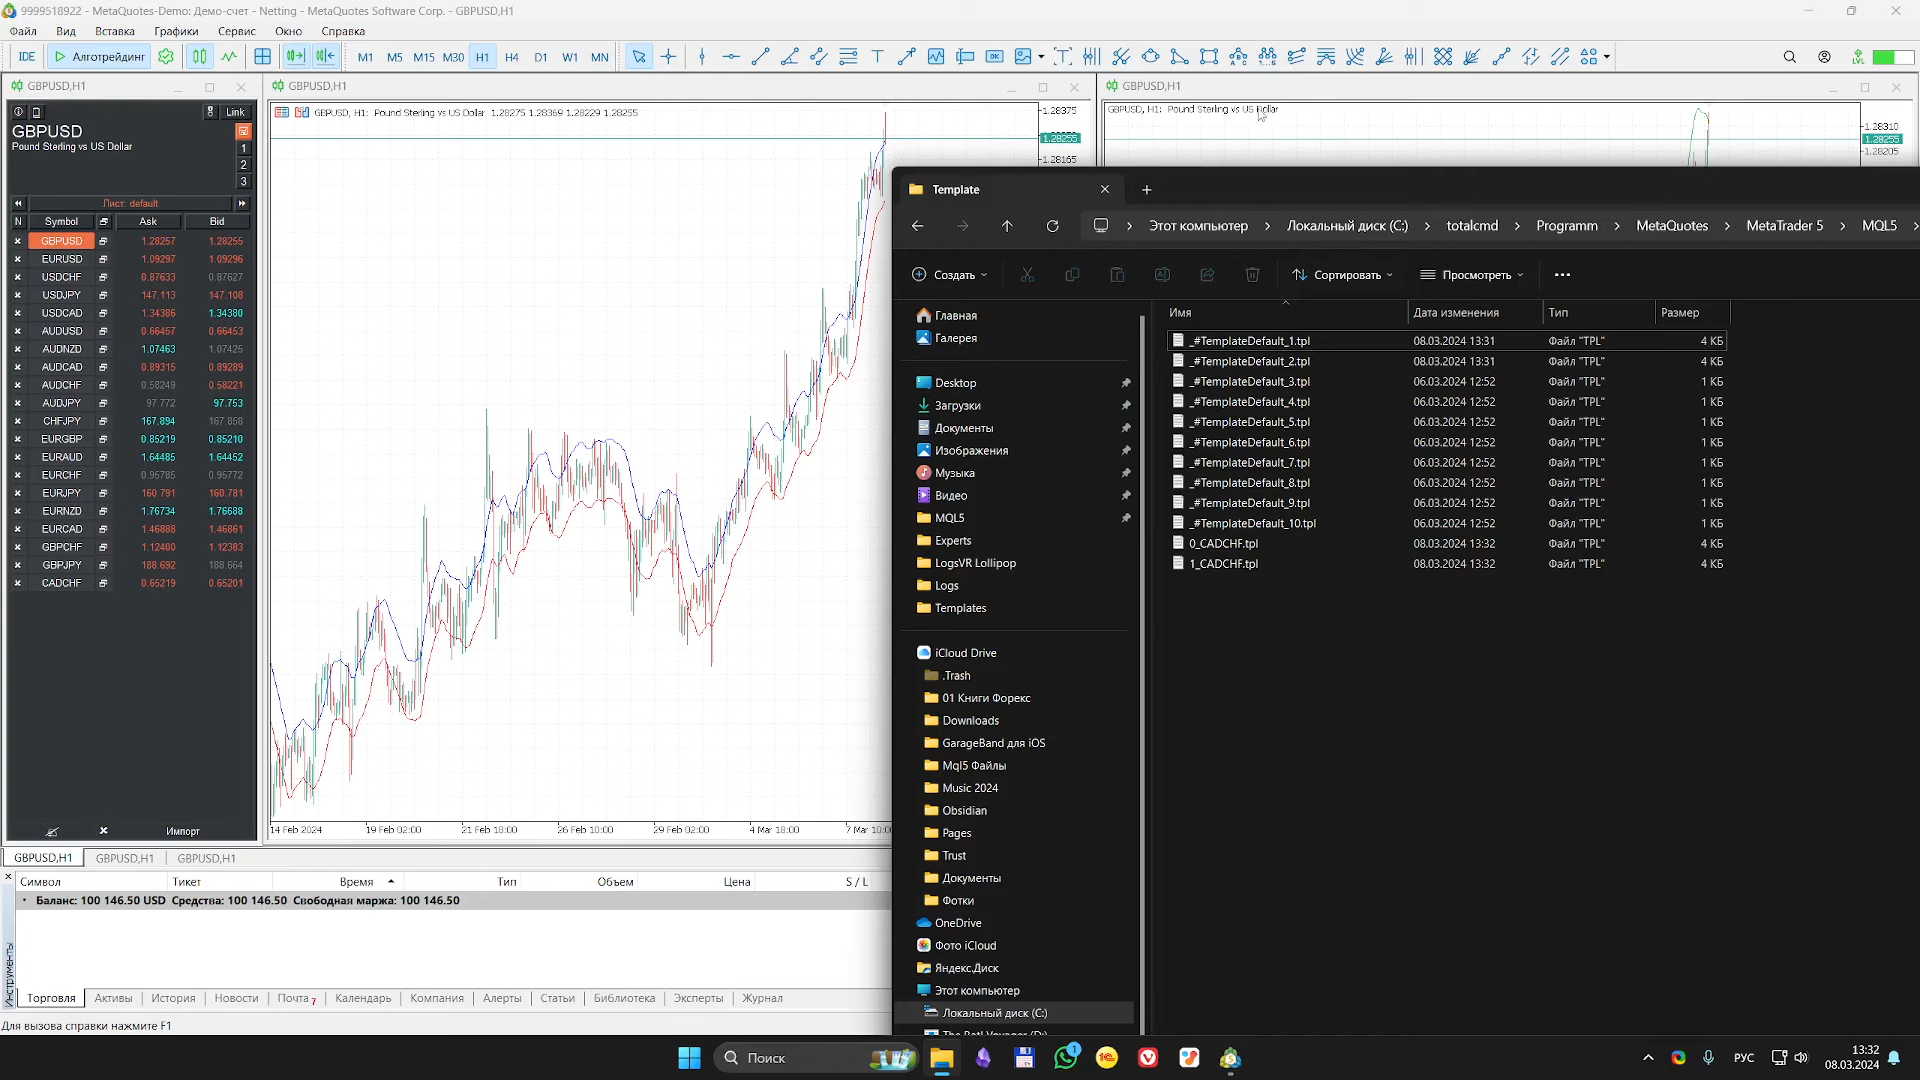 9999518922 - MetaQuotes-Demo: Демо-счет - Netting - MetaQuotes Software Corp. - GBPUSD,H1
Файл Вид Вставка Графики Сервис Окно Справка
IDE Алготрейдинг M1 M5 M15 M30 H1 H4 D1 W1 MN
GBPUSD,H1
Link
GBPUSD
Pound Sterling vs US Dollar
1
2
3
Лист: default
N Symbol Ask Bid
GBPUSD 1.28257 1.28255
EURUSD 1.09297 1.09296
USDCHF 0.87633 0.87627
USDJPY 147.113 147.108
USDCAD 1.34386 1.34380
AUDUSD 0.66457 0.66453
AUDNZD 1.07463 1.07425
AUDCAD 0.89315 0.89289
AUDCHF 0.58249 0.58221
AUDJPY 97.772 97.753
CHFJPY 167.894 167.858
EURGBP 0.85219 0.85210
EURAUD 1.64485 1.64452
EURCHF 0.95785 0.95772
EURJPY 160.791 160.781
EURNZD 1.76734 1.76688
EURCAD 1.46888 1.46861
GBPCHF 1.12400 1.12383
GBPJPY 188.692 188.664
CADCHF 0.65219 0.65201
Импорт
GBPUSD,H1
GBPUSD, H1: Pound Sterling vs US Dollar 1.28275 1.28369 1.28229 1.28255
1.28375
1.28255
1.28165
14 Feb 2024 19 Feb 02:00 21 Feb 18:00 26 Feb 10:00 29 Feb 02:00 4 Mar 18:00 7 Mar 10:00
GBPUSD,H1
GBPUSD, H1: Pound Sterling vs US Dollar
1.28310
1.28255
1.28205
GBPUSD,H1 GBPUSD,H1 GBPUSD,H1
Символ Тикет Время Тип Объем Цена S / L
Баланс: 100 146.50 USD Средства: 100 146.50 Свободная маржа: 100 146.50
Инструменты
Торговля Активы История Новости Почта 7 Календарь Компания Алерты Статьи Библиотека Эксперты Журнал
Для вызова справки нажмите F1
Template
Этот компьютер Локальный диск (C:) totalcmd Programm MetaQuotes MetaTrader 5 MQL5
Создать Сортировать Просмотреть
Главная
Галерея
Desktop
Загрузки
Документы
Изображения
Музыка
Видео
MQL5
Experts
LogsVR Lollipop
Logs
Templates
iCloud Drive
.Trash
01 Книги Форекс
Downloads
GarageBand для iOS
Mql5 Файлы
Music 2024
Obsidian
Pages
Trust
Документы
Фотки
OneDrive
Фото iCloud
Яндекс.Диск
Этот компьютер
Локальный диск (C:)
Имя Дата изменения Тип Размер
_#TemplateDefault_1.tpl 08.03.2024 13:31 Файл "TPL" 4 КБ
_#TemplateDefault_2.tpl 08.03.2024 13:31 Файл "TPL" 4 КБ
_#TemplateDefault_3.tpl 06.03.2024 12:52 Файл "TPL" 1 КБ
_#TemplateDefault_4.tpl 06.03.2024 12:52 Файл "TPL" 1 КБ
_#TemplateDefault_5.tpl 06.03.2024 12:52 Файл "TPL" 1 КБ
_#TemplateDefault_6.tpl 06.03.2024 12:52 Файл "TPL" 1 КБ
_#TemplateDefault_7.tpl 06.03.2024 12:52 Файл "TPL" 1 КБ
_#TemplateDefault_8.tpl 06.03.2024 12:52 Файл "TPL" 1 КБ
_#TemplateDefault_9.tpl 06.03.2024 12:52 Файл "TPL" 1 КБ
_#TemplateDefault_10.tpl 06.03.2024 12:52 Файл "TPL" 1 КБ
0_CADCHF.tpl 08.03.2024 13:32 Файл "TPL" 4 КБ
1_CADCHF.tpl 08.03.2024 13:32 Файл "TPL" 4 КБ
Поиск
1
РУС
13:32
08.03.2024